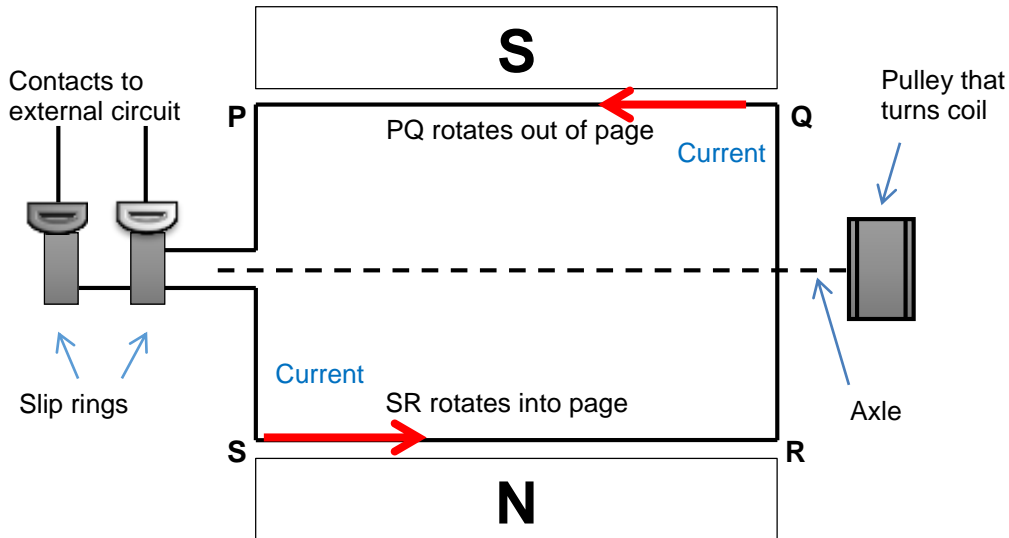 S
Contacts to
external circuit
Pulley that
turns coil
P
Q
PQ rotates out of page
Current
Current
SR rotates into page
Slip rings
Axle
S
R
N